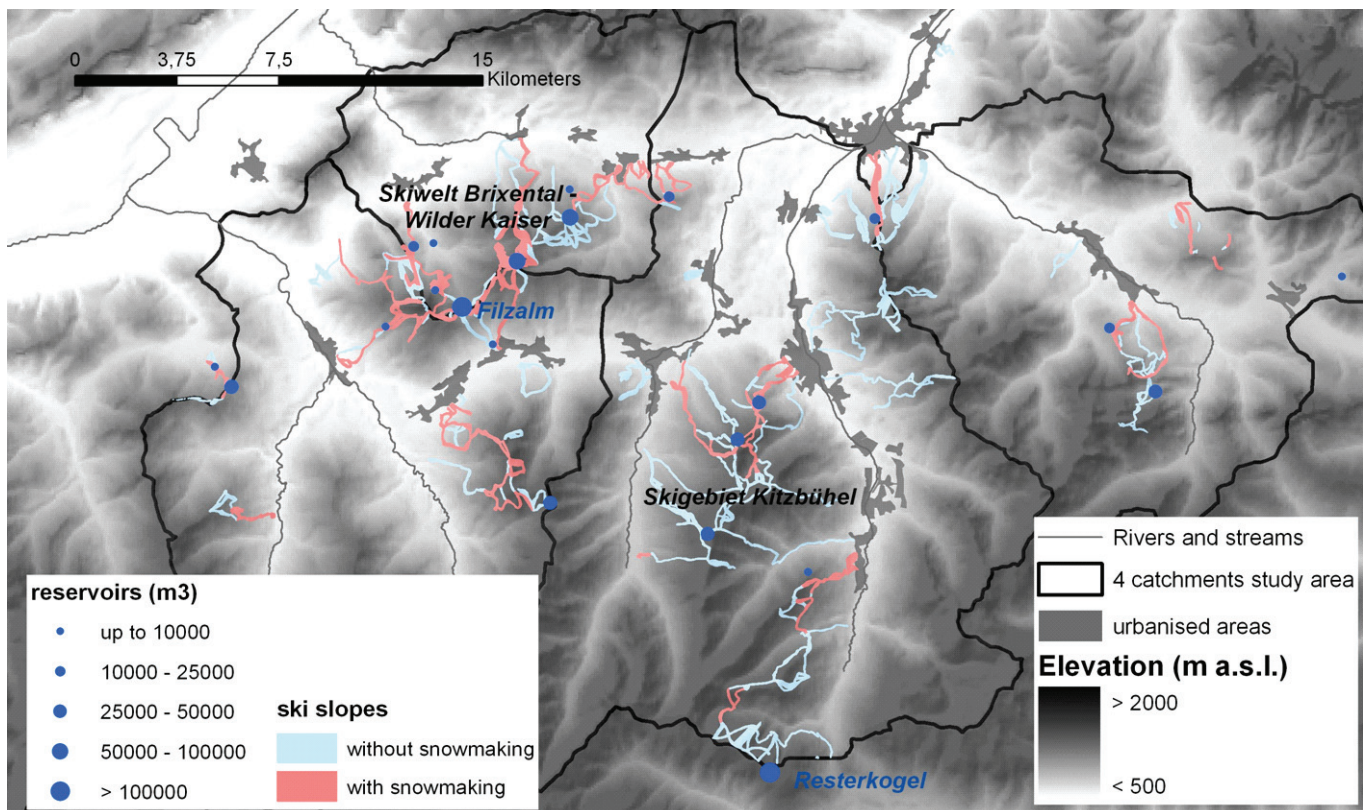 0 3,75 7,5 15
Kilometers
Skiwelt Brixental -
Wilder Kaiser
Filzalm
Skigebiet Kitzbühel
Resterkogel
reservoirs (m3)
up to 10000
10000 - 25000
25000 - 50000
50000 - 100000
> 100000
ski slopes
without snowmaking
with snowmaking
Rivers and streams
4 catchments study area
urbanised areas
Elevation (m a.s.l.)
> 2000
< 500